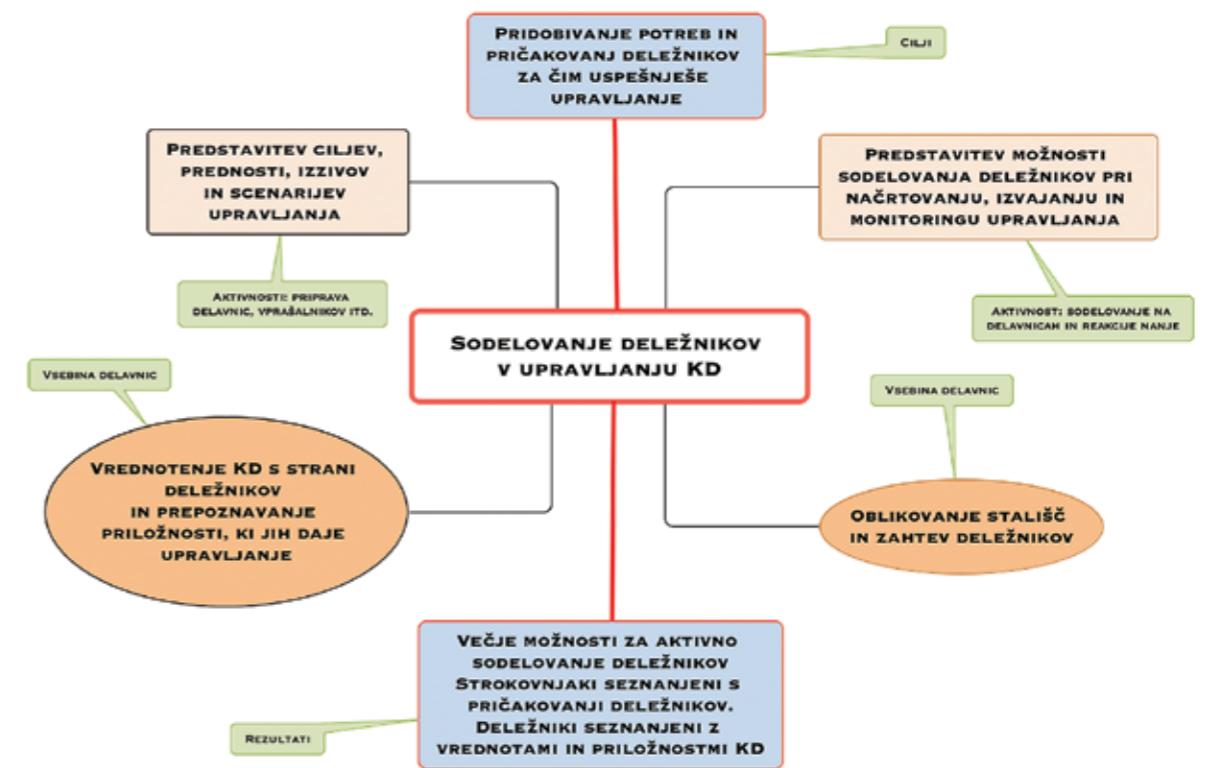 Pridobivanje potreb in
pričakovanj deležnikov
za čim uspešnješe
upravljanje
Cilji
Predstavitev ciljev,
prednosti, izzivov
in scenarijev
upravljanja
Predstavitev možnosti
sodelovanja deležnikov pri
načrtovanju, izvajanju in
monitoringu upravljanja
Aktivnosti: priprava
delavnic, vprašalnikov itd.
Aktivnost: sodelovanje na
delavnicah in reakcije nanje
Sodelovanje deležnikov
v upravljanju KD
Vsebina delavnic
Vrednotenje KD s strani
deležnikov
in prepoznavanje
priložnosti, ki jih daje
upravljanje
Vsebina delavnic
Oblikovanje stališč
in zahtev deležnikov
Večje možnosti za aktivno
sodelovanje deležnikov
Strokovnjaki seznanjeni s
pričakovanji deležnikov.
Deležniki seznanjeni z
vrednotami in priložnostmi KD
Rezultati